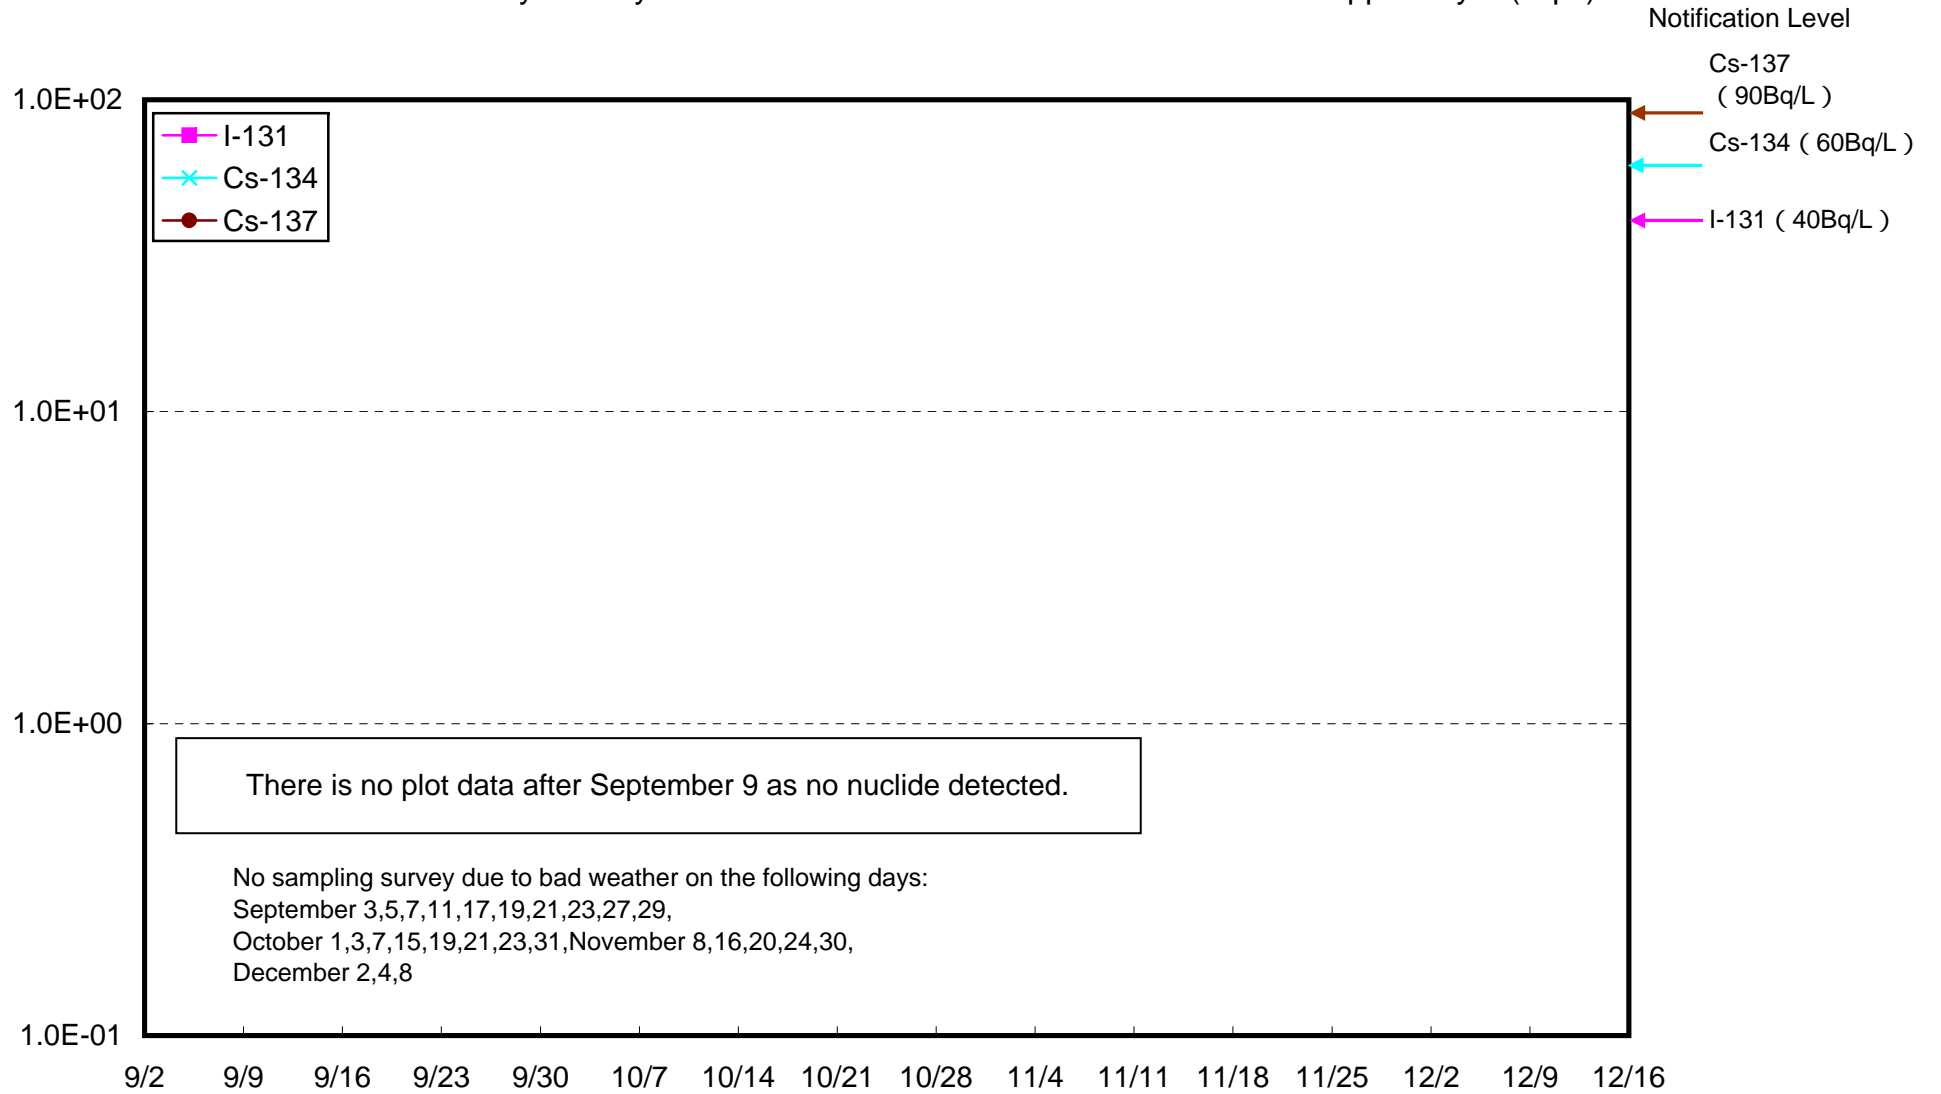 Notification Level
Cs-137
( 90Bq/L )
Cs-134 ( 60Bq/L )
I-131 ( 40Bq/L )
1.0E+02
1.0E+01
1.0E+00
1.0E-01
I-131
Cs-134
Cs-137
There is no plot data after September 9 as no nuclide detected.
No sampling survey due to bad weather on the following days:
September 3,5,7,11,17,19,21,23,27,29,
October 1,3,7,15,19,21,23,31,November 8,16,20,24,30,
December 2,4,8
9/2 9/9 9/16 9/23 9/30 10/7 10/14 10/21 10/28 11/4 11/11 11/18 11/25 12/2 12/9 12/16